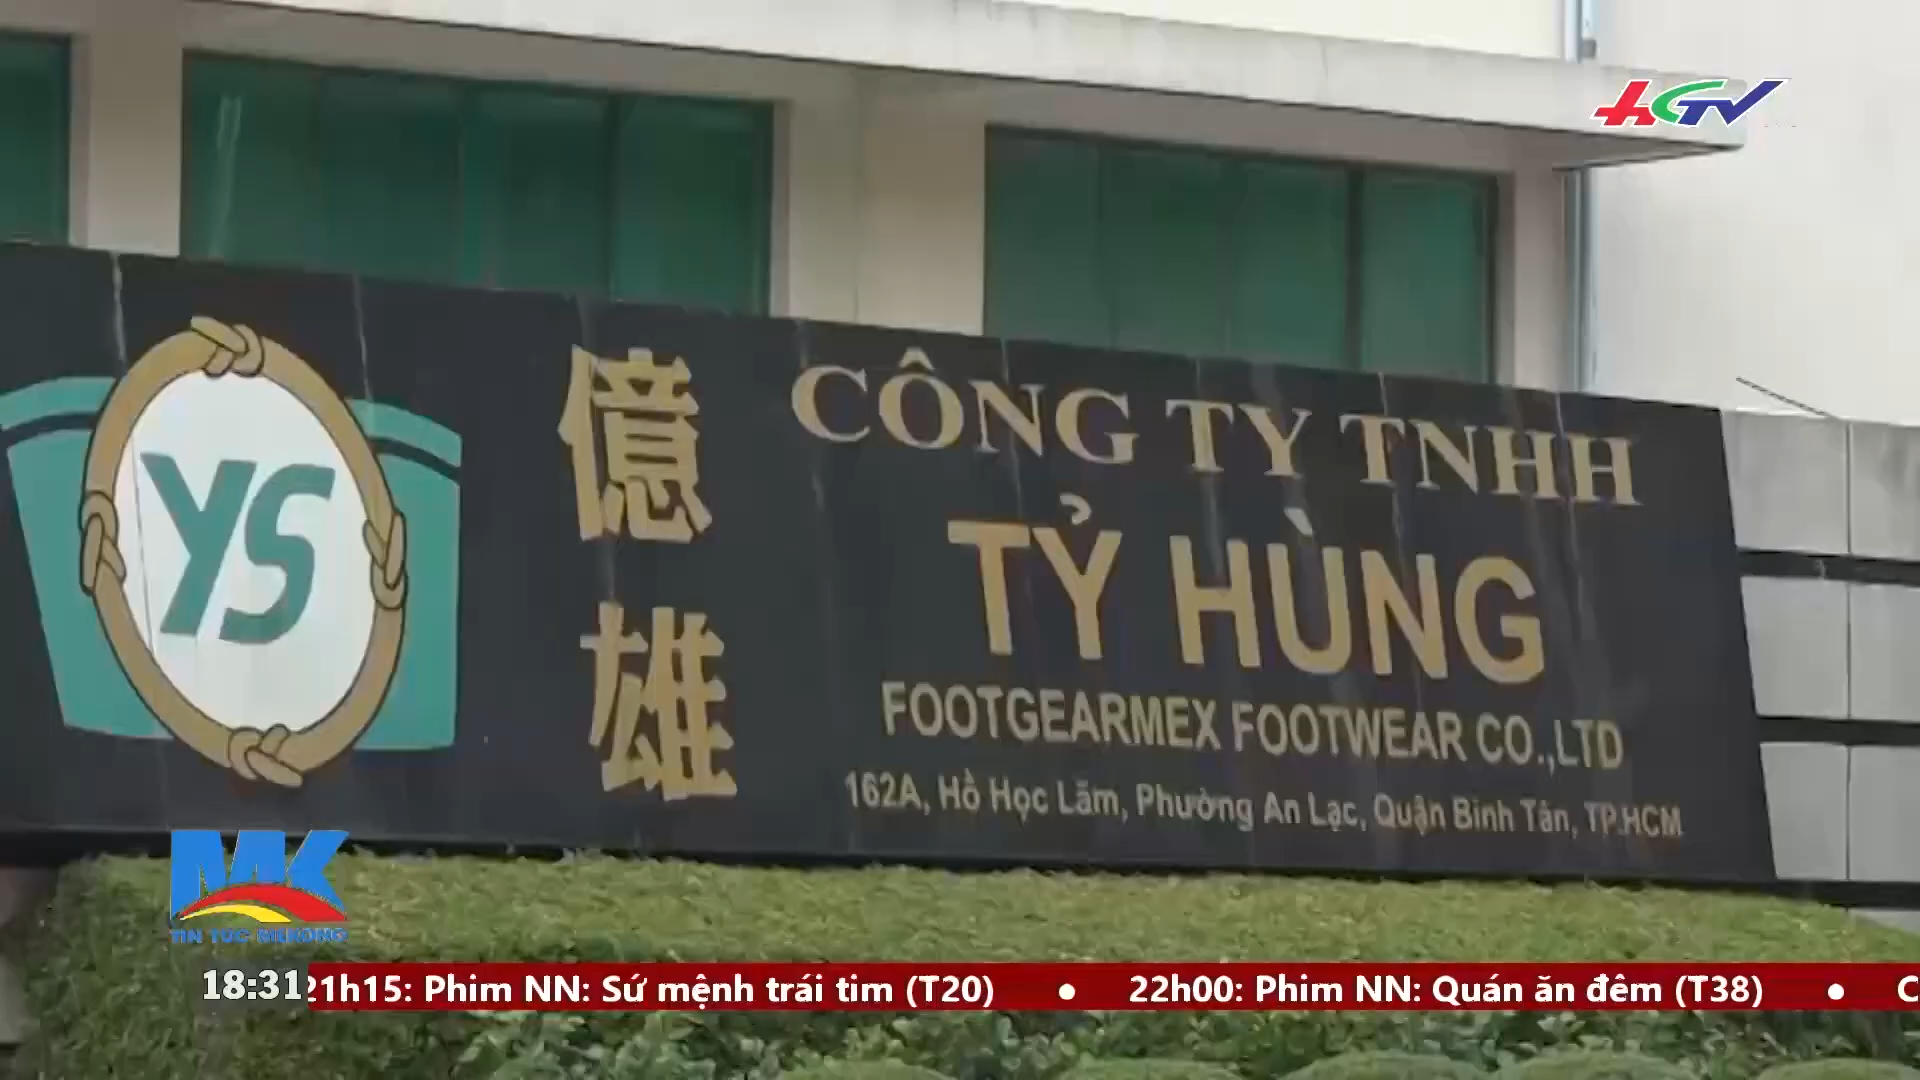 HGTV
YS
億雄
CÔNG TY TNHH
TỶ HÙNG
FOOTGEARMEX FOOTWEAR CO.,LTD
162A, Hồ Học Lãm, Phường An Lạc, Quận Bình Tân, TP.HCM
MK
TIN TỨC MEKONG
18:31
21h15: Phim NN: Sứ mệnh trái tim (T20) • 22h00: Phim NN: Quán ăn đêm (T38) • C